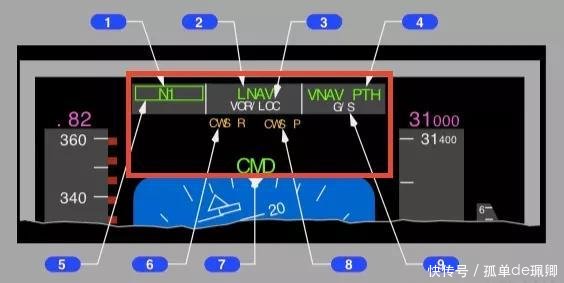 1 2 3 4
N1 LNAV VNAV PTH
VOR/LOC G/S
.82 CWS R CWS P 31000
360 31400
CMD
340
20
6
5 6 7 8 9
快传号 / 孤单de珮卿